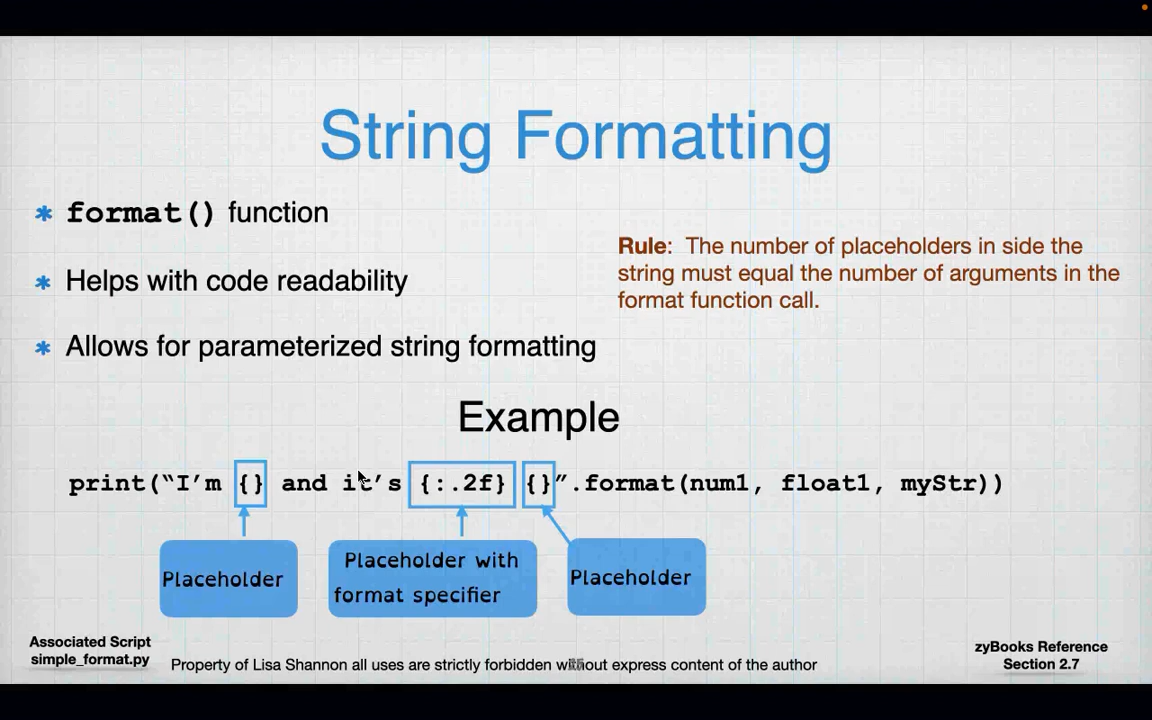 String Formatting
* format() function
* Helps with code readability
* Allows for parameterized string formatting
Rule: The number of placeholders in side the
string must equal the number of arguments in the
format function call.
Example
print(“I’m {} and it’s {:.2f} {}”.format(num1, float1, myStr))
Placeholder
Placeholder with
format specifier
Placeholder
Associated Script
simple_format.py
Property of Lisa Shannon all uses are strictly forbidden without express content of the author
zyBooks Reference
Section 2.7